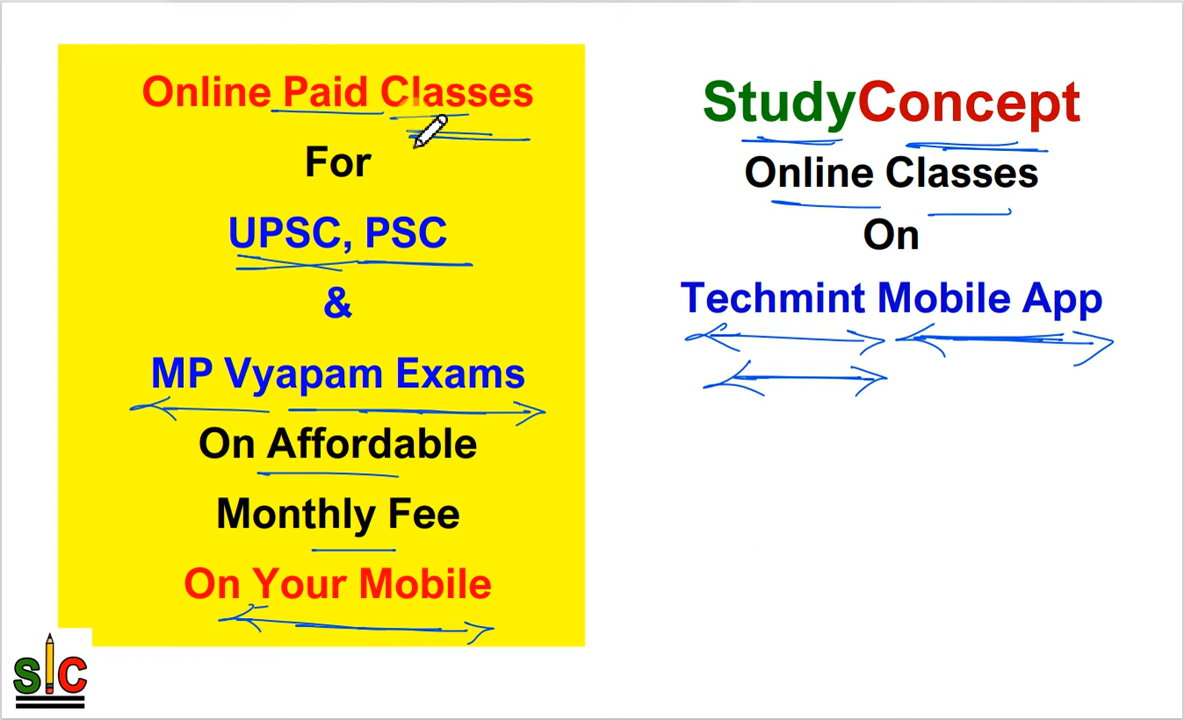 Online Paid Classes
For
UPSC, PSC
&
MP Vyapam Exams
On Affordable
Monthly Fee
On Your Mobile
StudyConcept
Online Classes
On
Techmint Mobile App
SC